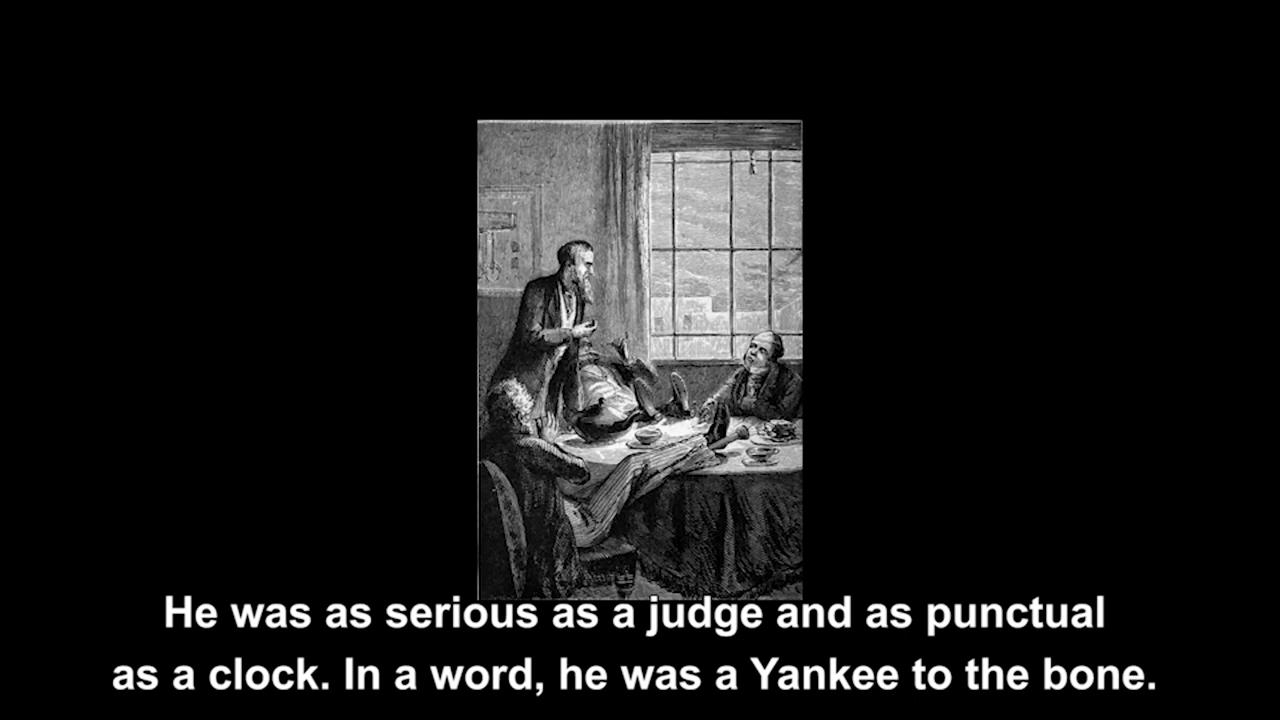 He was as serious as a judge and as punctual
as a clock. In a word, he was a Yankee to the bone.